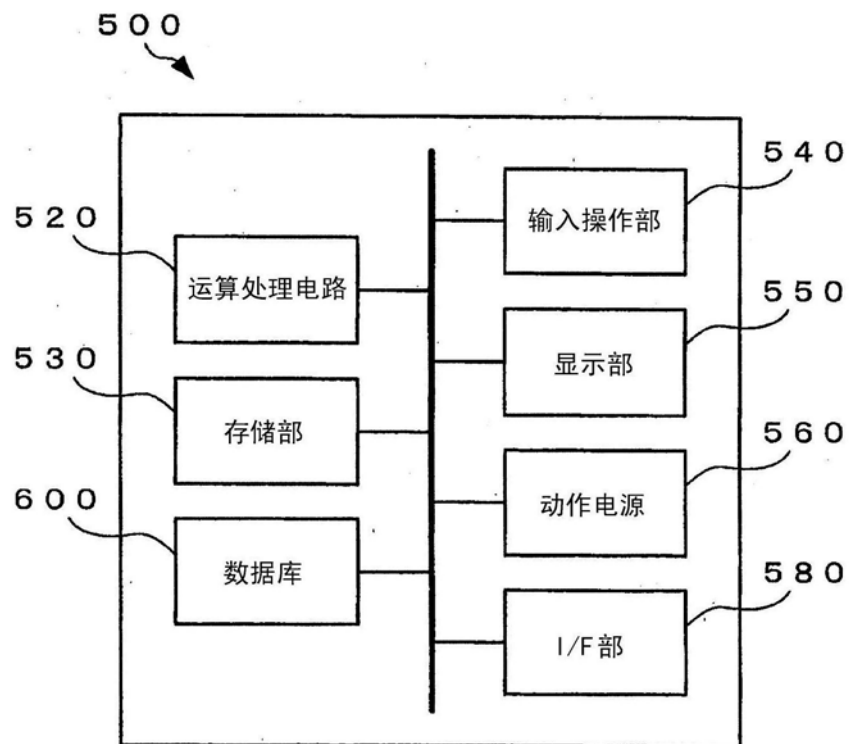 ５００
５４０
输入操作部
５２０
运算处理电路
５５０
显示部
５３０
存储部
５６０
动作电源
６００
数据库
５８０
I/F部